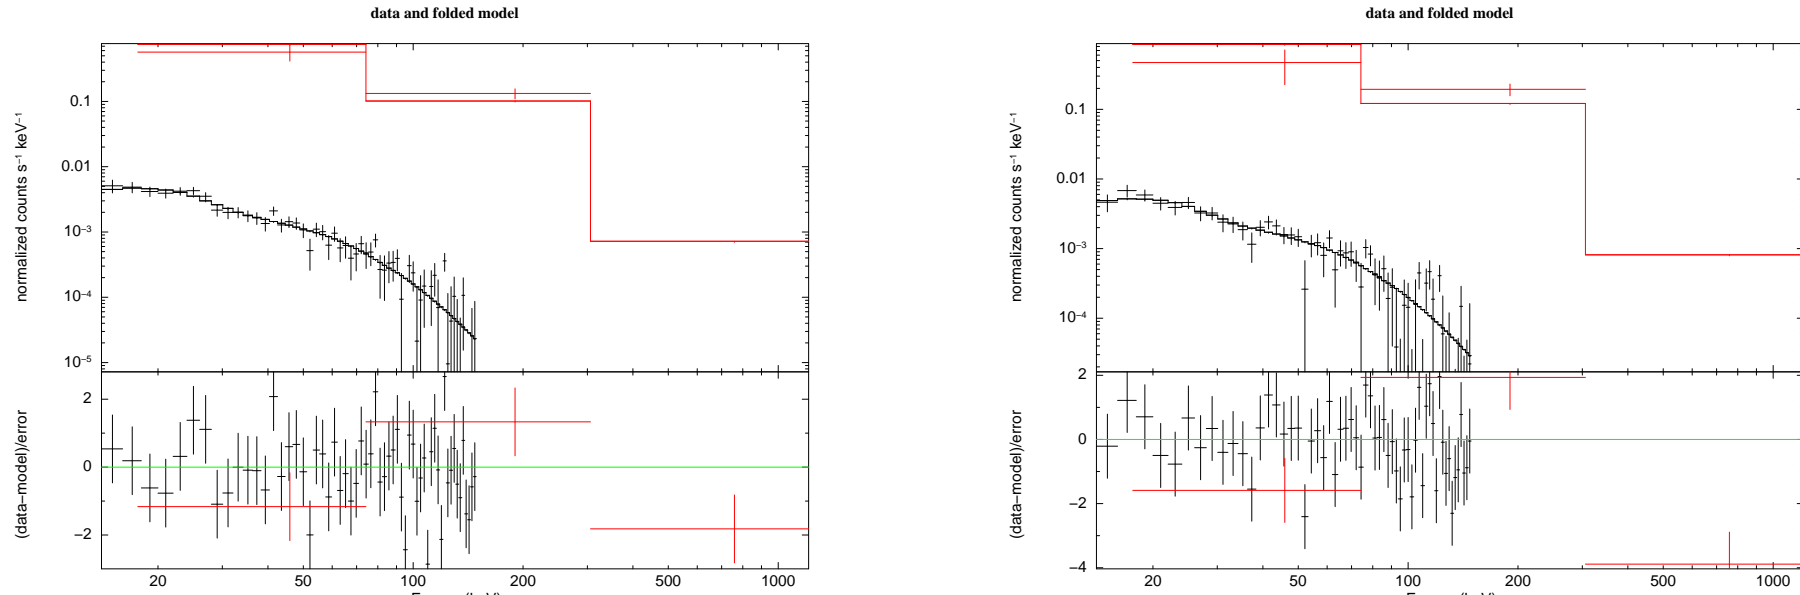 data and folded model
normalized counts s⁻¹ keV⁻¹
0.1
0.01
10⁻³
10⁻⁴
10⁻⁵
(data−model)/error
2
0
−2
20 50 100 200 500 1000
data and folded model
normalized counts s⁻¹ keV⁻¹
0.1
0.01
10⁻³
10⁻⁴
(data−model)/error
2
0
−2
−4
20 50 100 200 500 1000